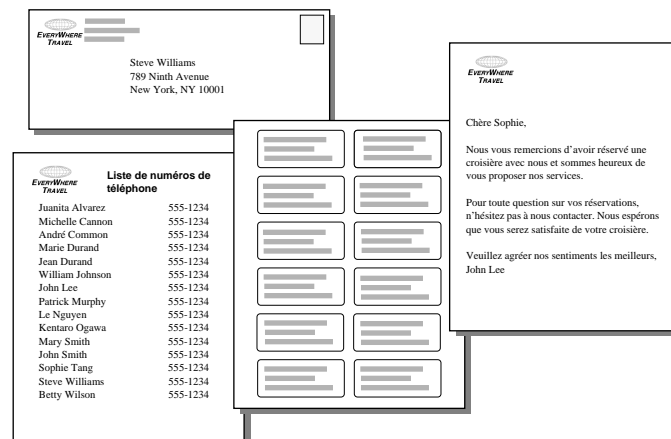 EVERYWHERE
TRAVEL
Steve Williams
789 Ninth Avenue
New York, NY 10001
EVERYWHERE
TRAVEL
Liste de numéros de
téléphone
Juanita Alvarez 555-1234
Michelle Cannon 555-1234
André Common 555-1234
Marie Durand 555-1234
Jean Durand 555-1234
William Johnson 555-1234
John Lee 555-1234
Patrick Murphy 555-1234
Le Nguyen 555-1234
Kentaro Ogawa 555-1234
Mary Smith 555-1234
John Smith 555-1234
Sophie Tang 555-1234
Steve Williams 555-1234
Betty Wilson 555-1234
EVERYWHERE
TRAVEL
Chère Sophie,
Nous vous remercions d’avoir réservé une
croisière avec nous et sommes heureux de
vous proposer nos services.
Pour toute question sur vos réservations,
n’hésitez pas à nous contacter. Nous espérons
que vous serez satisfaite de votre croisière.
Veuillez agréer nos sentiments les meilleurs,
John Lee